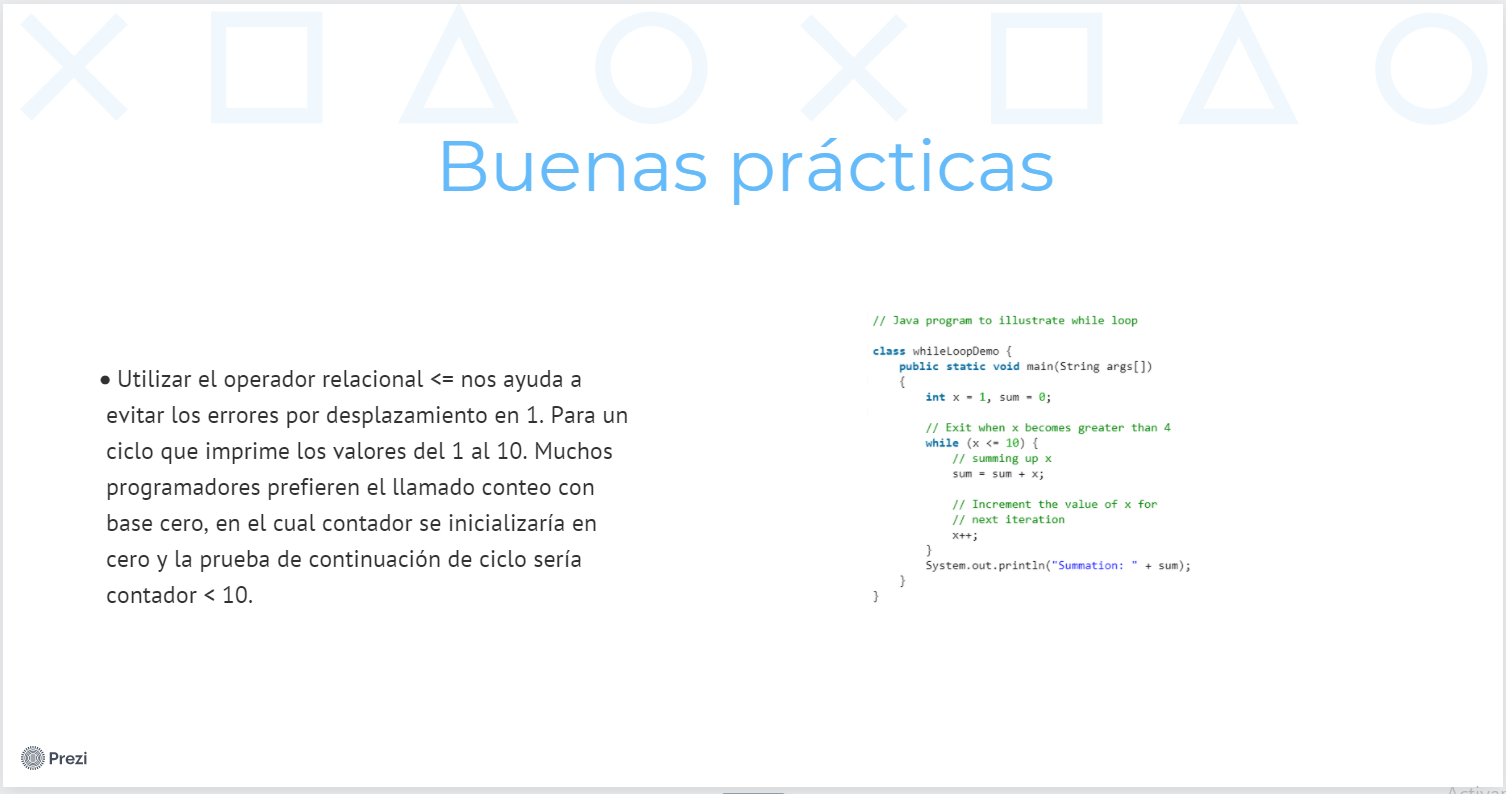 Buenas prácticas
• Utilizar el operador relacional <= nos ayuda a
evitar los errores por desplazamiento en 1. Para un
ciclo que imprime los valores del 1 al 10. Muchos
programadores prefieren el llamado conteo con
base cero, en el cual contador se inicializaría en
cero y la prueba de continuación de ciclo sería
contador < 10.
// Java program to illustrate while loop
class whileLoopDemo {
public static void main(String args[])
{
int x = 1, sum = 0;
// Exit when x becomes greater than 4
while (x <= 10) {
// summing up x
sum = sum + x;
// Increment the value of x for
// next iteration
x++;
}
System.out.println("Summation: " + sum);
}
}
Prezi